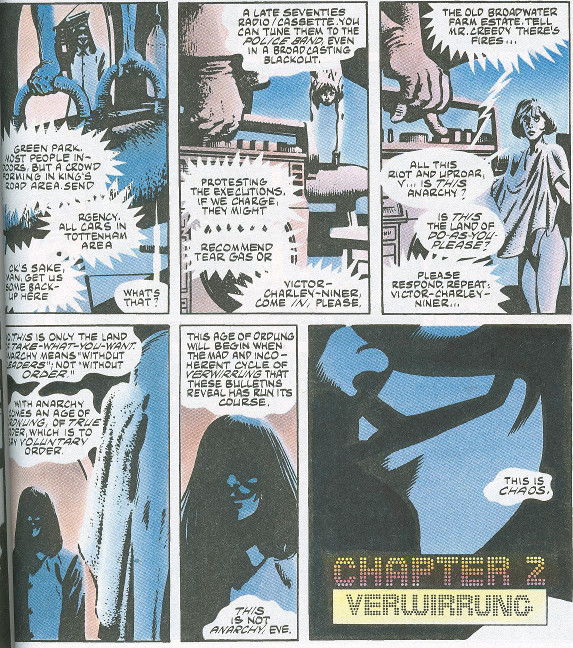 GREEN PARK.
MOST PEOPLE IN-
DOORS, BUT A CROWD
FORMING IN KING'S
ROAD AREA. SEND
RGENCY.
ALL CARS IN
TOTTENHAM
AREA
CK'S SAKE,
MAN, GET US
SOME BACK-
UP HERE
WHAT'S
THAT?
A LATE SEVENTIES
RADIO/CASSETTE. YOU
CAN TUNE THEM TO THE
POLICE BAND, EVEN
IN A BROADCASTING
BLACKOUT.
PROTESTING
THE EXECUTIONS.
IF WE CHARGE,
THEY MIGHT
RECOMMEND
TEAR GAS OR
VICTOR-
CHARLEY-NINER,
COME IN, PLEASE.
THE OLD BROADWATER
FARM ESTATE. TELL
MR. CREEDY THERE'S
FIRES...
ALL THIS
RIOT AND UPROAR,
V... IS THIS
ANARCHY?
IS THIS
THE LAND OF
DO-AS-YOU-
PLEASE?
PLEASE
RESPOND. REPEAT:
VICTOR-CHARLEY-
NINER...
O. THIS IS ONLY THE LAND
F TAKE-WHAT-YOU-WANT.
ANARCHY MEANS "WITHOUT
LEADERS"; NOT "WITHOUT
ORDER."
WITH ANARCHY
COMES AN AGE OF
ORDNUNG, OF TRUE
ORDER, WHICH IS TO
SAY VOLUNTARY
ORDER.
THIS AGE OF ORDUNG
WILL BEGIN WHEN
THE MAD AND INCO-
HERENT CYCLE OF
VERWIRRUNG THAT
THESE BULLETINS
REVEAL HAS RUN ITS
COURSE.
THIS
IS NOT
ANARCHY, EVE.
THIS IS
CHAOS.
CHAPTER 2
VERWIRRUNG